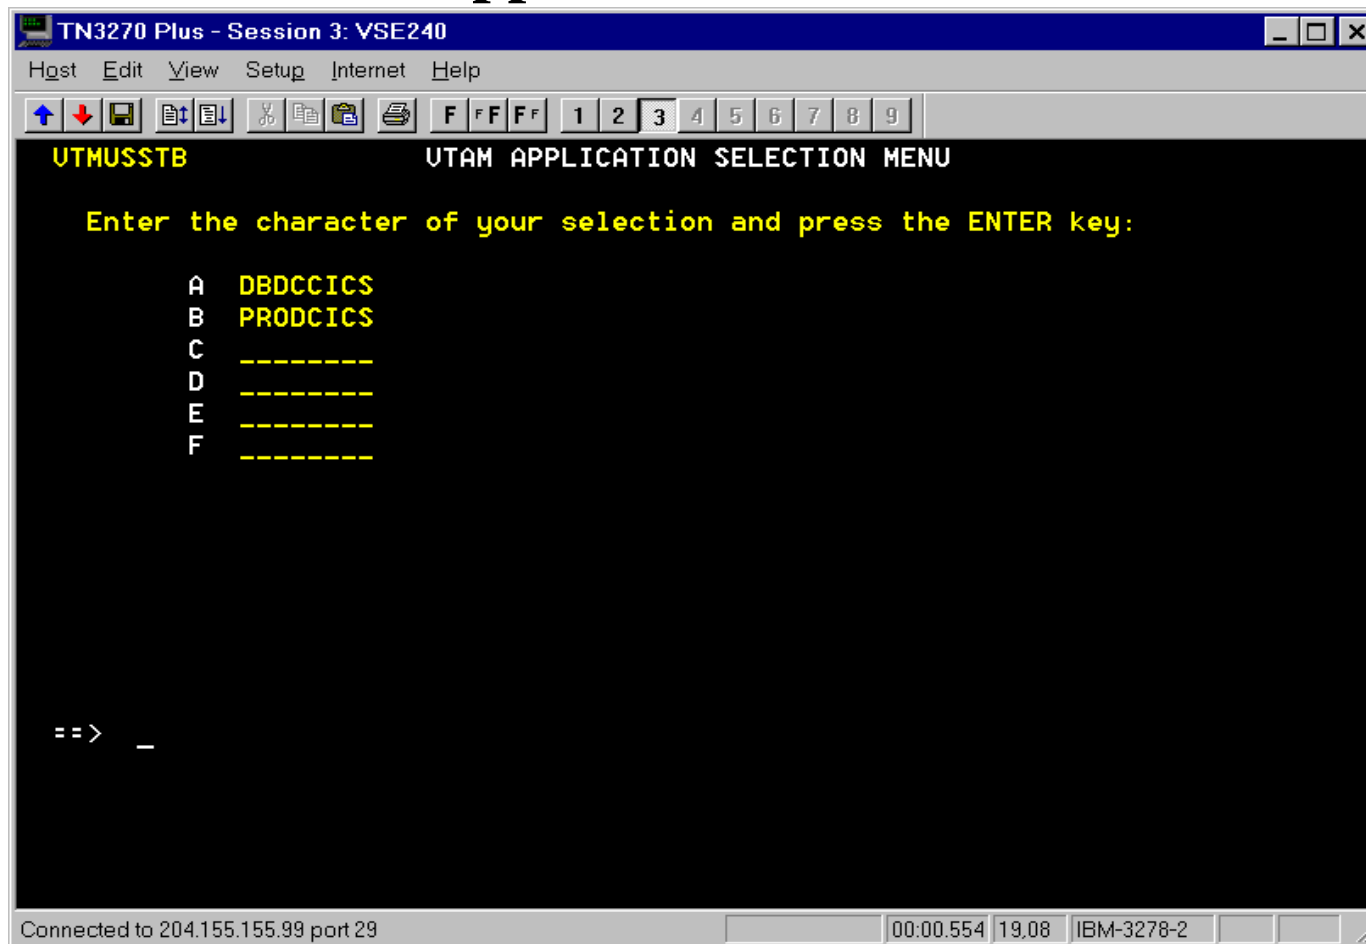 TN3270 Plus - Session 3: VSE240
Host Edit View Setup Internet Help
F FF FF 1 2 3 4 5 6 7 8 9
VTMUSSTB VTAM APPLICATION SELECTION MENU
Enter the character of your selection and press the ENTER key:
A DBDCCICS
B PRODCICS
C ________
D ________
E ________
F ________
==> _
Connected to 204.155.155.99 port 29 00:00.554 19,08 IBM-3278-2